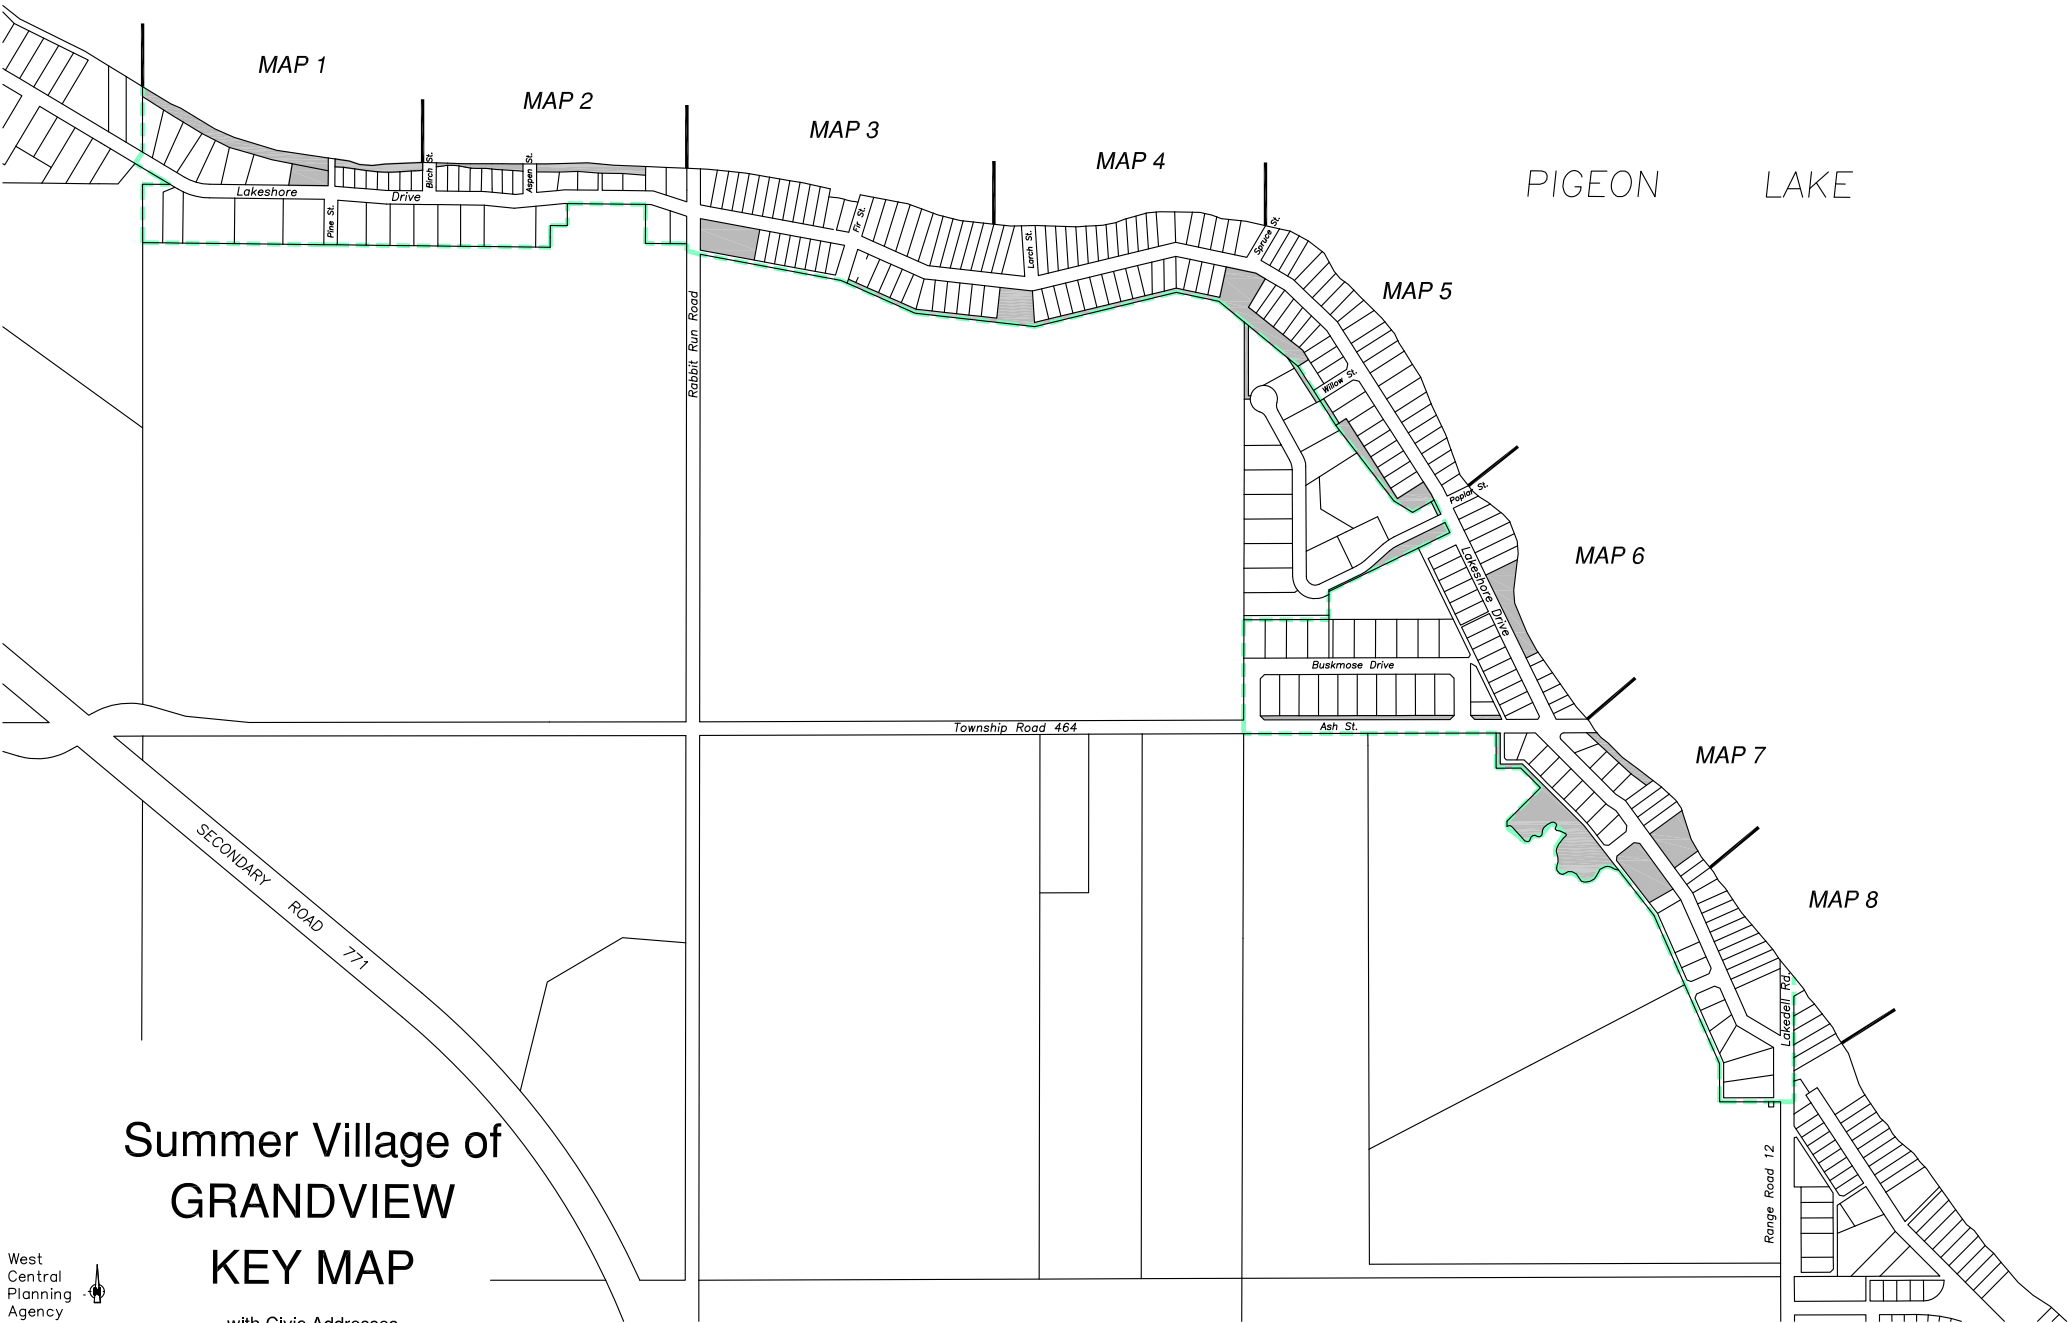 MAP 1
MAP 2
MAP 3
MAP 4
PIGEON LAKE
MAP 5
MAP 6
MAP 7
MAP 8
Lakeshore Drive
Pine St.
Birch St.
Aspen St.
Fir St.
Larch St.
Spruce St.
Willow St.
Poplar St.
Rabbit Run Road
Lakeshore Drive
Buskmose Drive
Ash St.
Township Road 464
SECONDARY ROAD 771
Lakedell Rd.
Range Road 12
Summer Village of
GRANDVIEW
KEY MAP
with Civic Addresses
West
Central
Planning
Agency
N